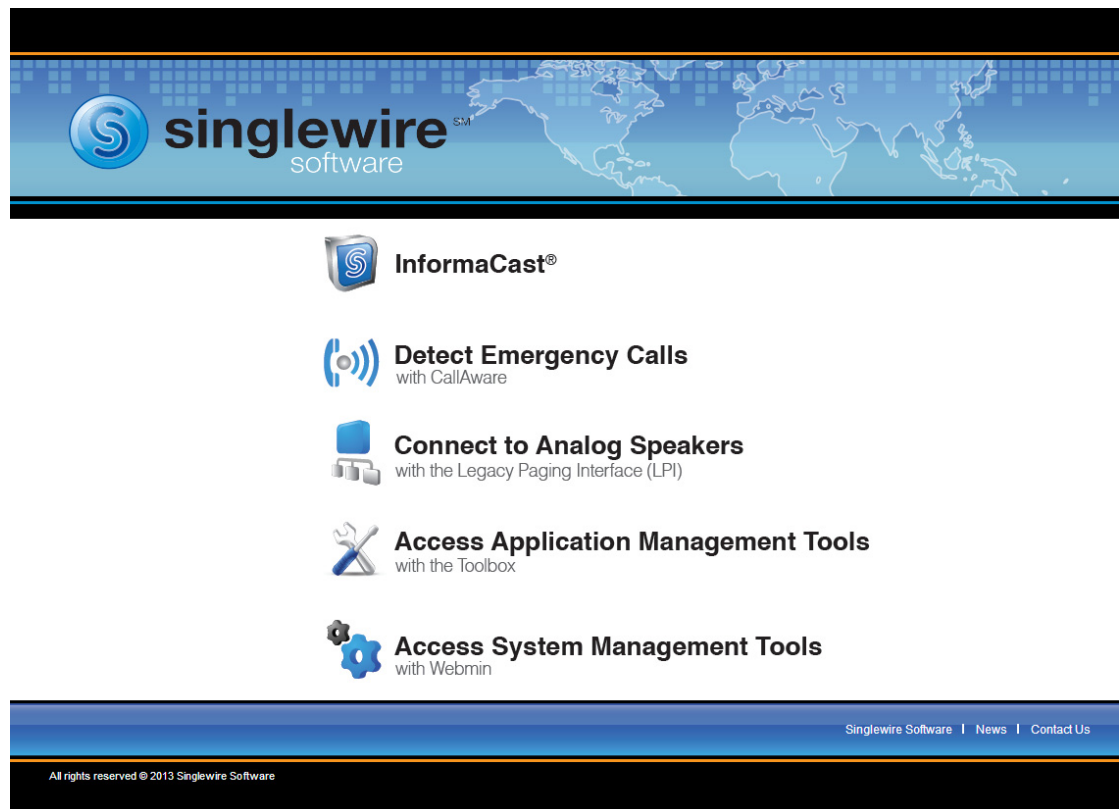 S singlewire SM
software
S InformaCast®
Detect Emergency Calls
with CallAware
Connect to Analog Speakers
with the Legacy Paging Interface (LPI)
Access Application Management Tools
with the Toolbox
Access System Management Tools
with Webmin
Singlewire Software | News | Contact Us
All rights reserved © 2013 Singlewire Software